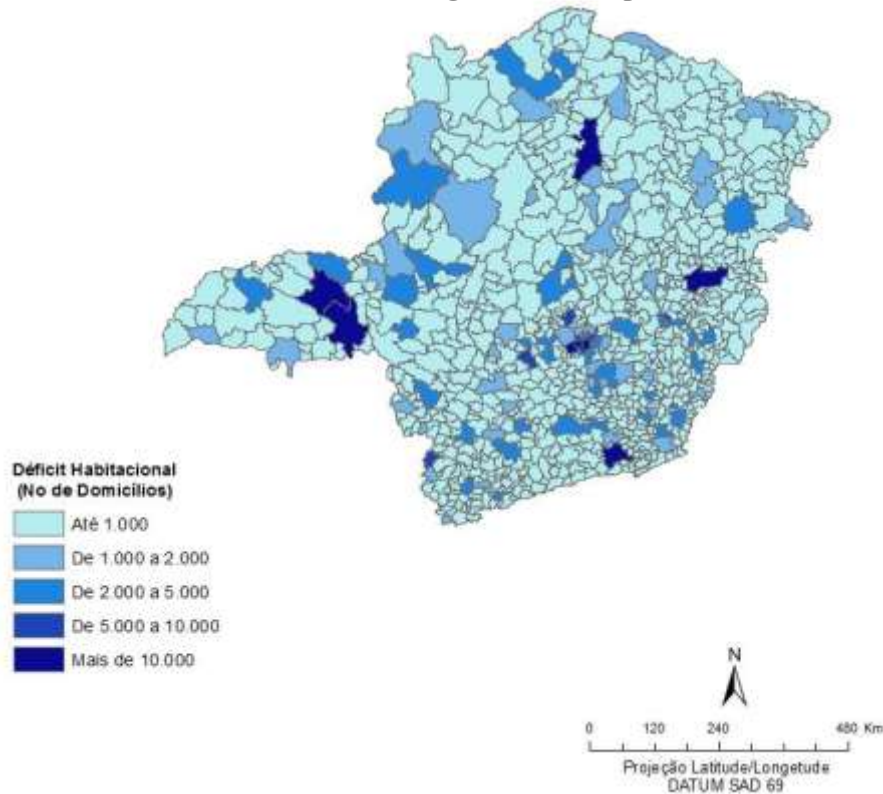 Déficit Habitacional
(No de Domicílios)
Até 1.000
De 1.000 a 2.000
De 2.000 a 5.000
De 5.000 a 10.000
Mais de 10.000
N
0 120 240 480 Km
Projeção Latitude/Longetude
DATUM SAD 69